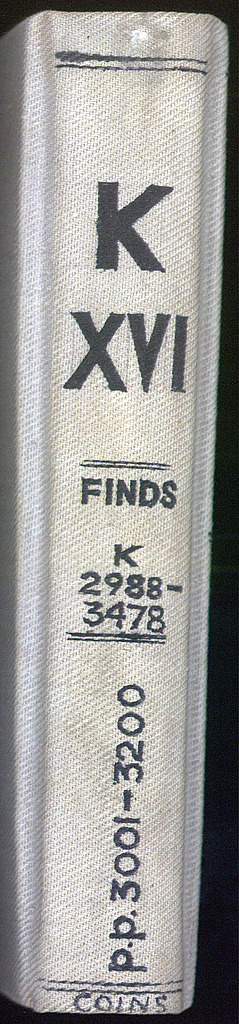 K
XVI
FINDS
K
2988-
3478
p.p. 3001-3200
COINS